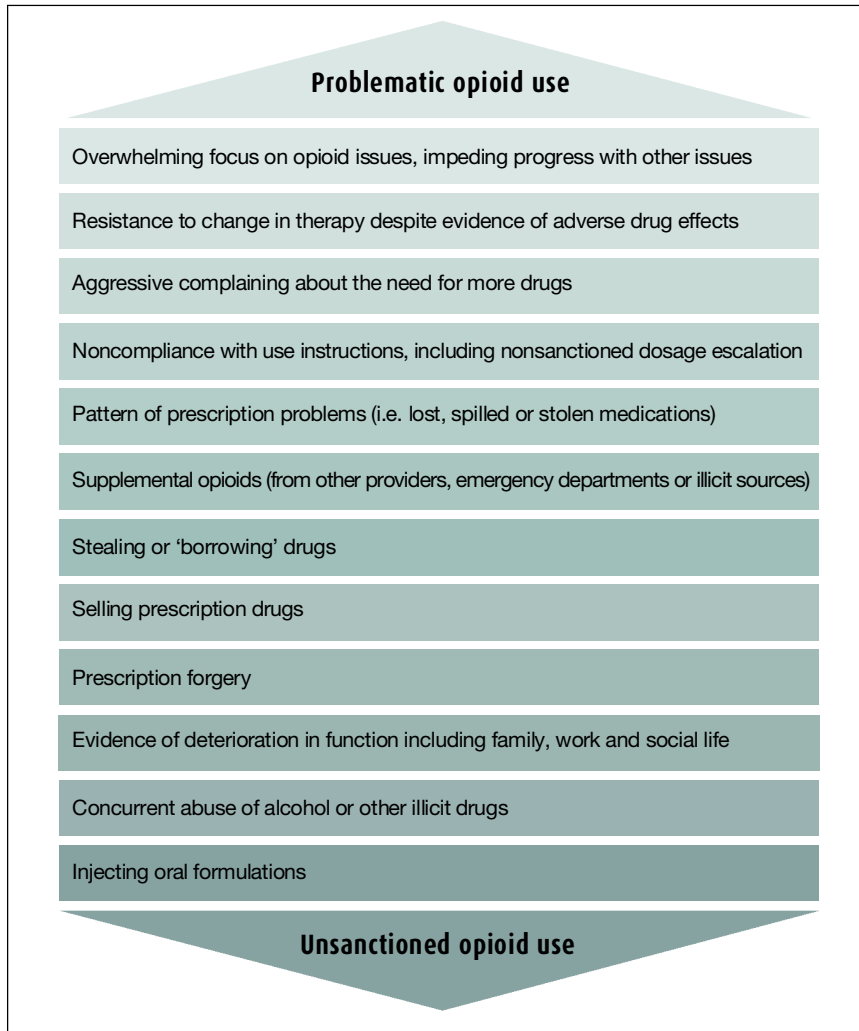 Problematic opioid use
Overwhelming focus on opioid issues, impeding progress with other issues
Resistance to change in therapy despite evidence of adverse drug effects
Aggressive complaining about the need for more drugs
Noncompliance with use instructions, including nonsanctioned dosage escalation
Pattern of prescription problems (i.e. lost, spilled or stolen medications)
Supplemental opioids (from other providers, emergency departments or illicit sources)
Stealing or ‘borrowing’ drugs
Selling prescription drugs
Prescription forgery
Evidence of deterioration in function including family, work and social life
Concurrent abuse of alcohol or other illicit drugs
Injecting oral formulations
Unsanctioned opioid use